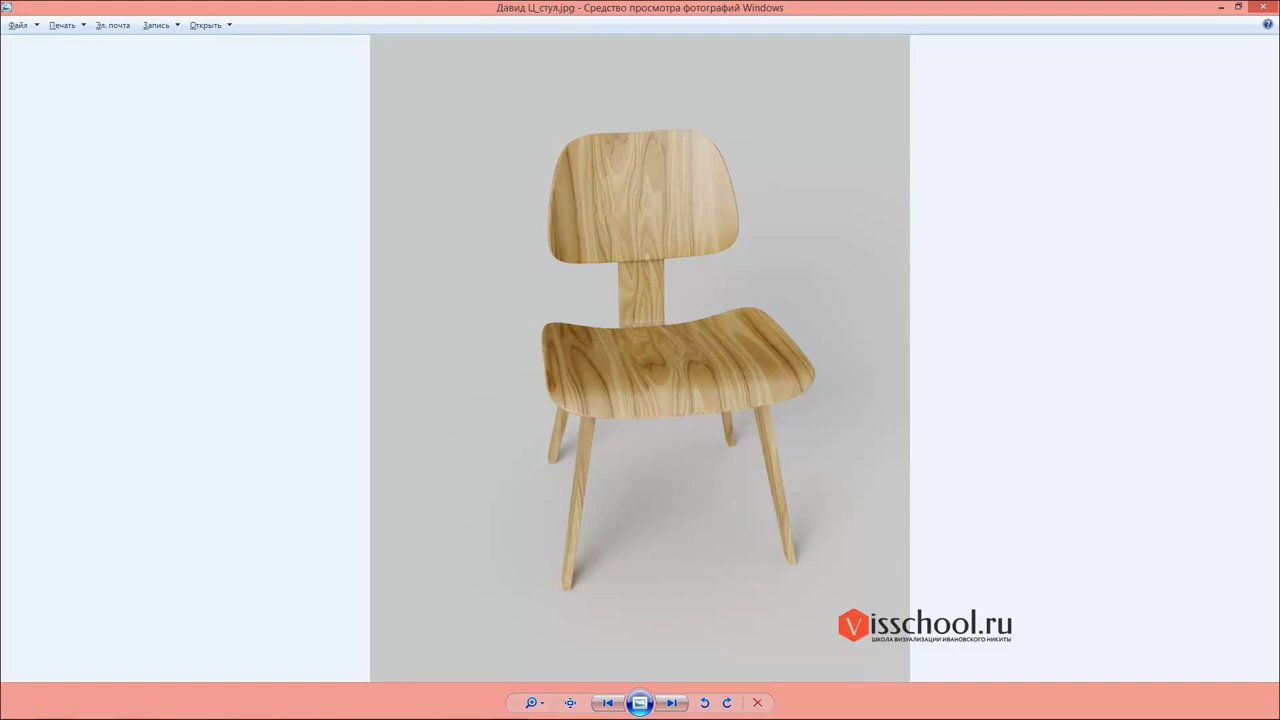 Давид Ц_стул.jpg - Средство просмотра фотографий Windows
Файл Печать Эл. почта Запись Открыть
Visschool.ru
ШКОЛА ВИЗУАЛИЗАЦИИ ИВАНОВСКОГО НИКИТЫ